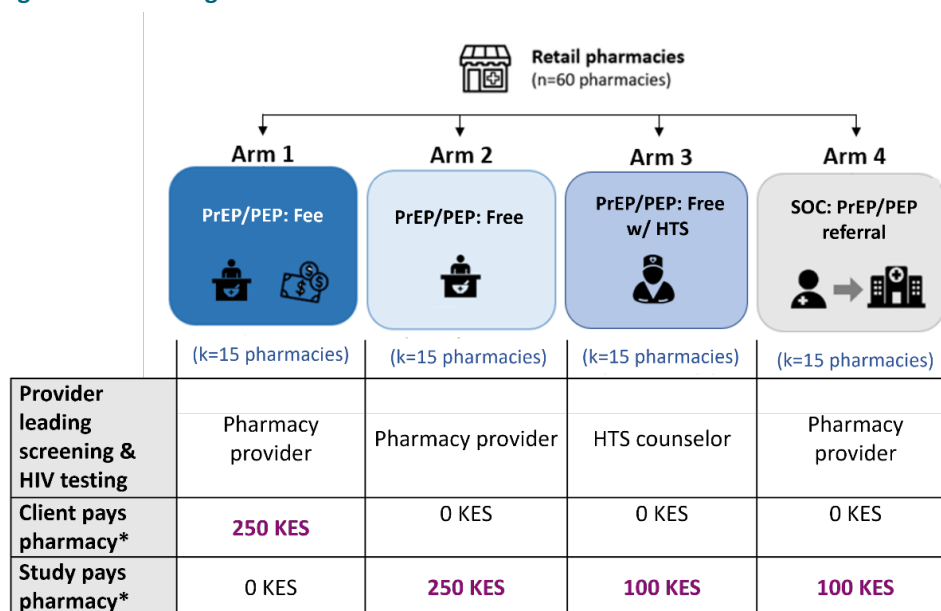 Retail pharmacies
(n=60 pharmacies)
Arm 1
Arm 2
Arm 3
Arm 4
PrEP/PEP: Fee
PrEP/PEP: Free
PrEP/PEP: Free
w/ HTS
SOC: PrEP/PEP
referral
(k=15 pharmacies)
(k=15 pharmacies)
(k=15 pharmacies)
(k=15 pharmacies)
Provider
leading
screening &
HIV testing
Pharmacy
provider
Pharmacy provider
HTS counselor
Pharmacy
provider
Client pays
pharmacy*
250 KES
0 KES
0 KES
0 KES
Study pays
pharmacy*
0 KES
250 KES
100 KES
100 KES